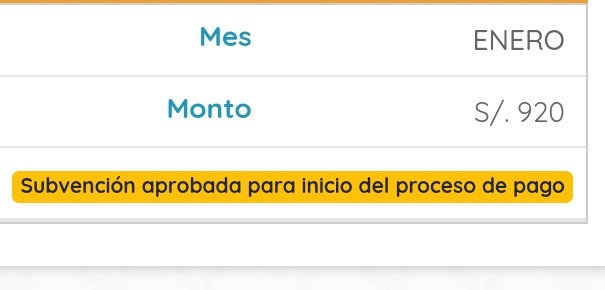 Mes ENERO
Monto S/. 920
Subvención aprobada para inicio del proceso de pago